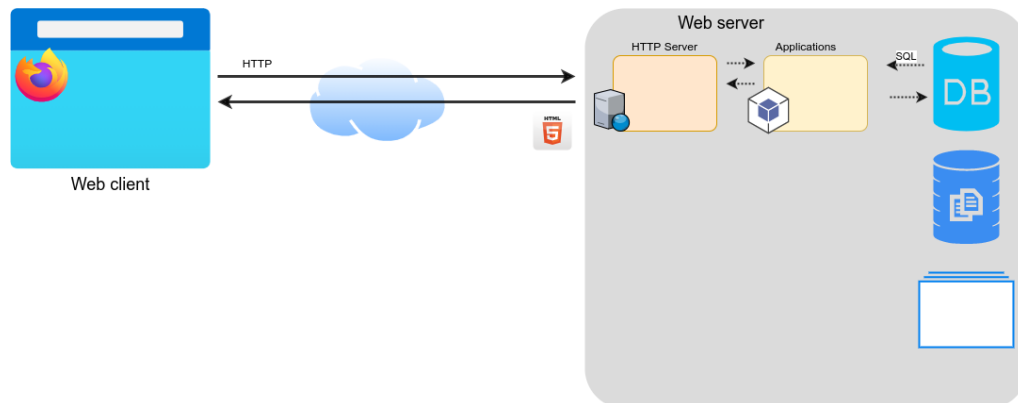 Web server
HTTP Server
Applications
HTTP
SQL
DB
HTML
5
Web client